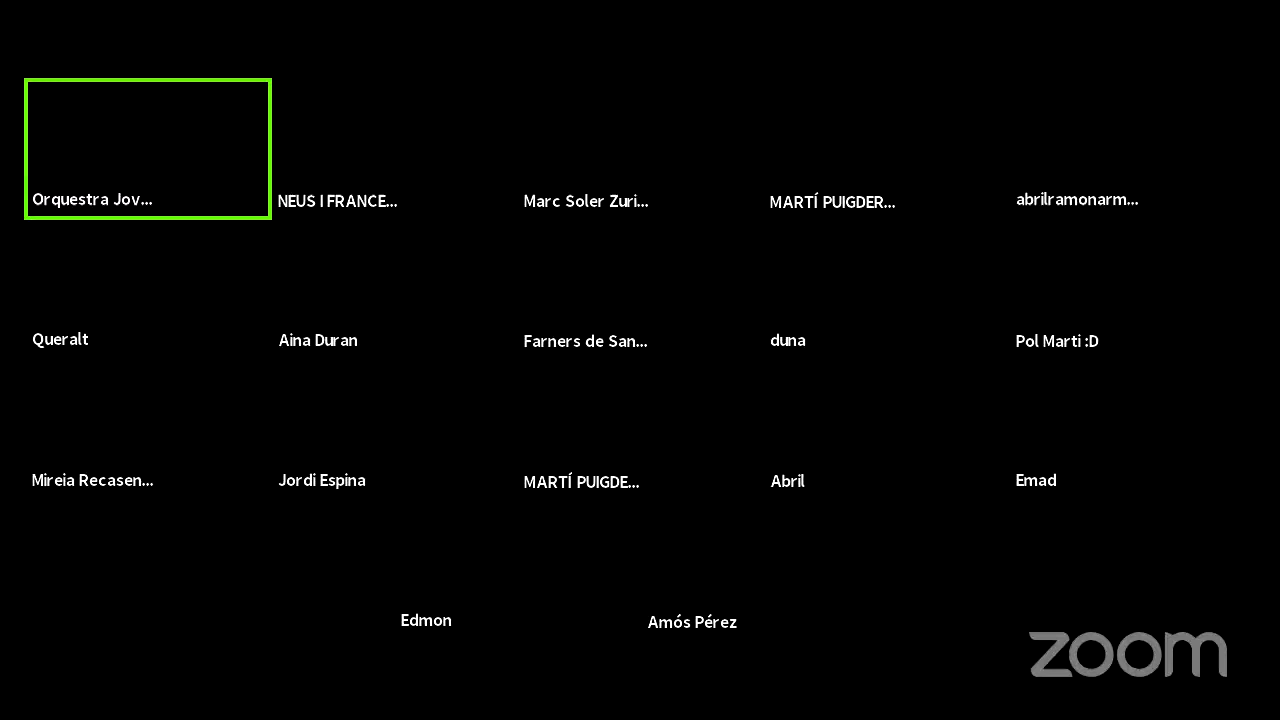 Orquestra Jov...
NEUS I FRANCE...
Marc Soler Zuri...
MARTÍ PUIGDER...
abrilramonarm...
Queralt
Aina Duran
Farners de San...
duna
Pol Marti :D
Mireia Recasen...
Jordi Espina
MARTÍ PUIGDE...
Abril
Emad
Edmon
Amós Pérez
zoom